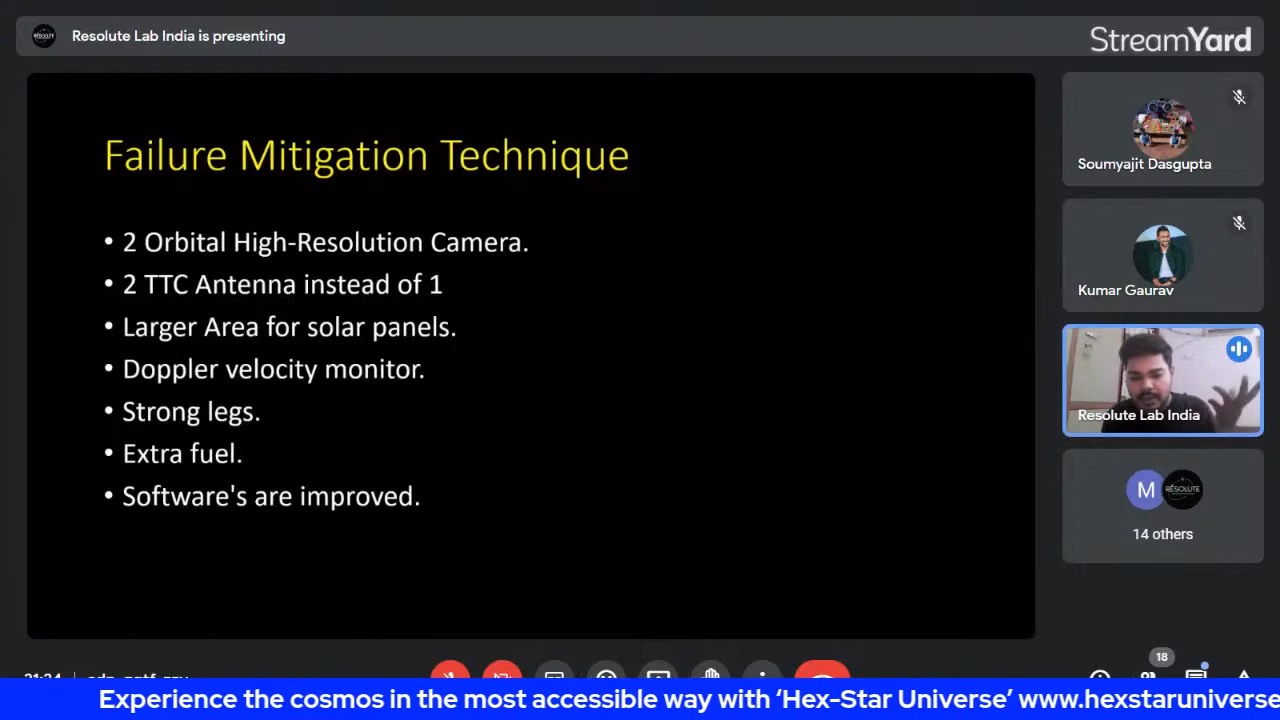 Resolute Lab India is presenting
StreamYard
Failure Mitigation Technique
• 2 Orbital High-Resolution Camera.
• 2 TTC Antenna instead of 1
• Larger Area for solar panels.
• Doppler velocity monitor.
• Strong legs.
• Extra fuel.
• Software's are improved.
Soumyajit Dasgupta
Kumar Gaurav
Resolute Lab India
M
RÉSOLUTE
14 others
18
Experience the cosmos in the most accessible way with ‘Hex-Star Universe’ www.hexstaruniverse